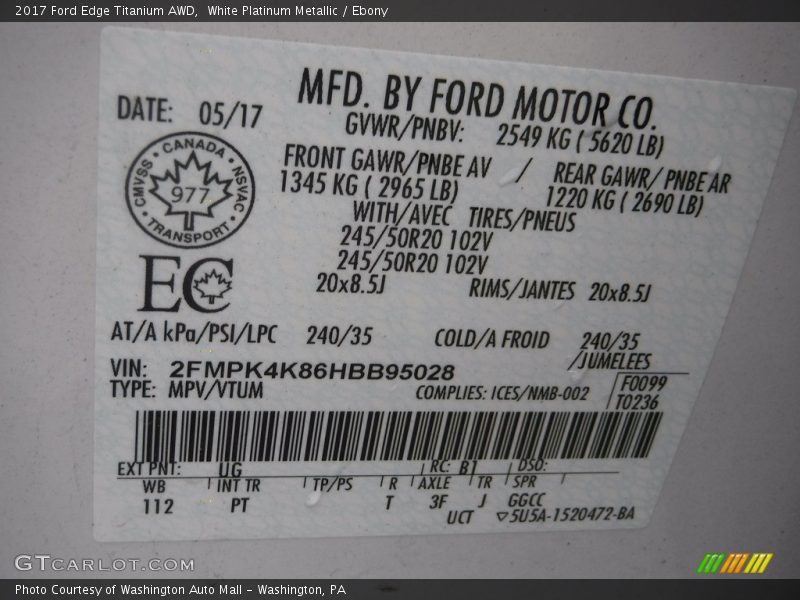 2017 Ford Edge Titanium AWD,  White Platinum Metallic / Ebony
MFD. BY FORD MOTOR CO.
DATE: 05/17
GVWR/PNBV: 2549 KG ( 5620 LB)
FRONT GAWR/PNBE AV / REAR GAWR/PNBE AR
1345 KG ( 2965 LB) 1220 KG ( 2690 LB)
WITH/AVEC TIRES/PNEUS
245/50R20 102V
245/50R20 102V
20x8.5J RIMS/JANTES 20x8.5J
CANADA
CMVSS • NSVAC
977
TRANSPORT
EC
AT/A kPa/PSI/LPC 240/35 COLD/A FROID 240/35
/JUMELEES
VIN: 2FMPK4K86HBB95028
TYPE: MPV/VTUM COMPLIES: ICES/NMB-002
F0099
T0236
EXT PNT: UG RC: B1 DSO:
WB INT TR TP/PS R AXLE TR SPR
112 PT T 3F J GGCC
UCT ▽5U5A-1520472-BA
GTCARLOT.COM
Photo Courtesy of Washington Auto Mall – Washington, PA